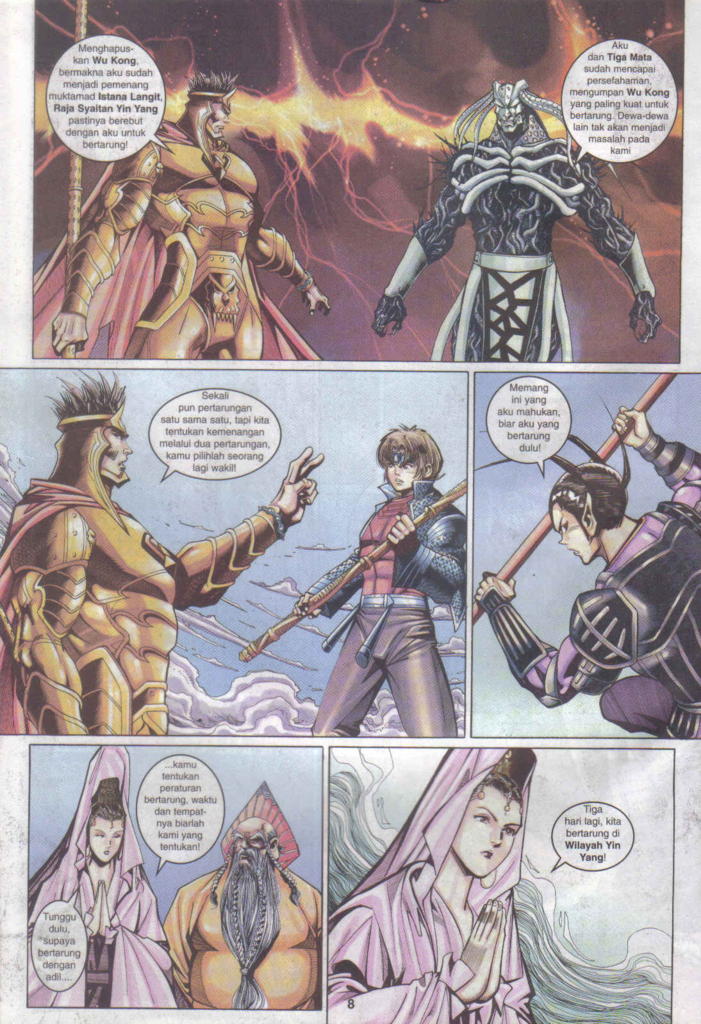 Menghapus-
kan Wu Kong,
bermakna aku sudah
menjadi pemenang
muktamad Istana Langit,
Raja Syaitan Yin Yang
pastinya berebut
dengan aku untuk
bertarung!
Aku
dan Tiga Mata
sudah mencapai
persefahaman,
mengumpan Wu Kong
yang paling kuat untuk
bertarung. Dewa-dewa
lain tak akan menjadi
masalah pada
kami
Sekali
pun pertarungan
satu sama satu, tapi kita
tentukan kemenangan
melalui dua pertarungan,
kamu pilihlah seorang
lagi wakil!
Memang
ini yang
aku mahukan,
biar aku yang
bertarung
dulu!
Tunggu
dulu,
supaya
bertarung
dengan
adil....
...kamu
tentukan
peraturan
bertarung, waktu
dan tempat-
nya biarlah
kami yang
tentukan!
Tiga
hari lagi, kita
bertarung di
Wilayah Yin
Yang!
8